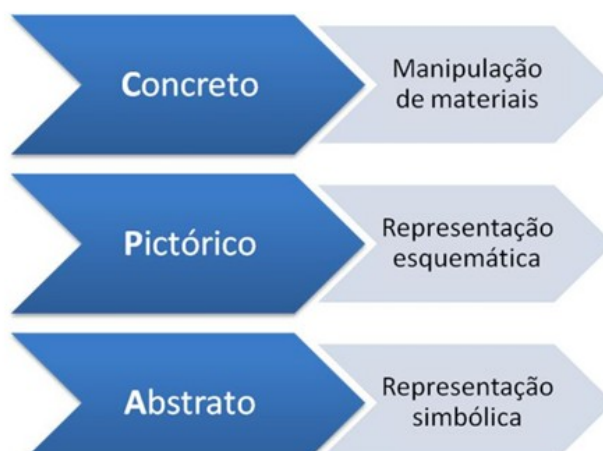 Concreto
Manipulação
de materiais
Pictórico
Representação
esquemática
Abstrato
Representação
simbólica